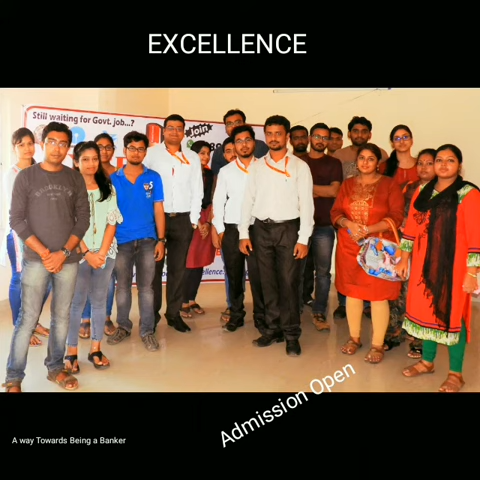 EXCELLENCE
Still waiting for Govt. job...?
join
Admission Open
A way Towards Being a Banker